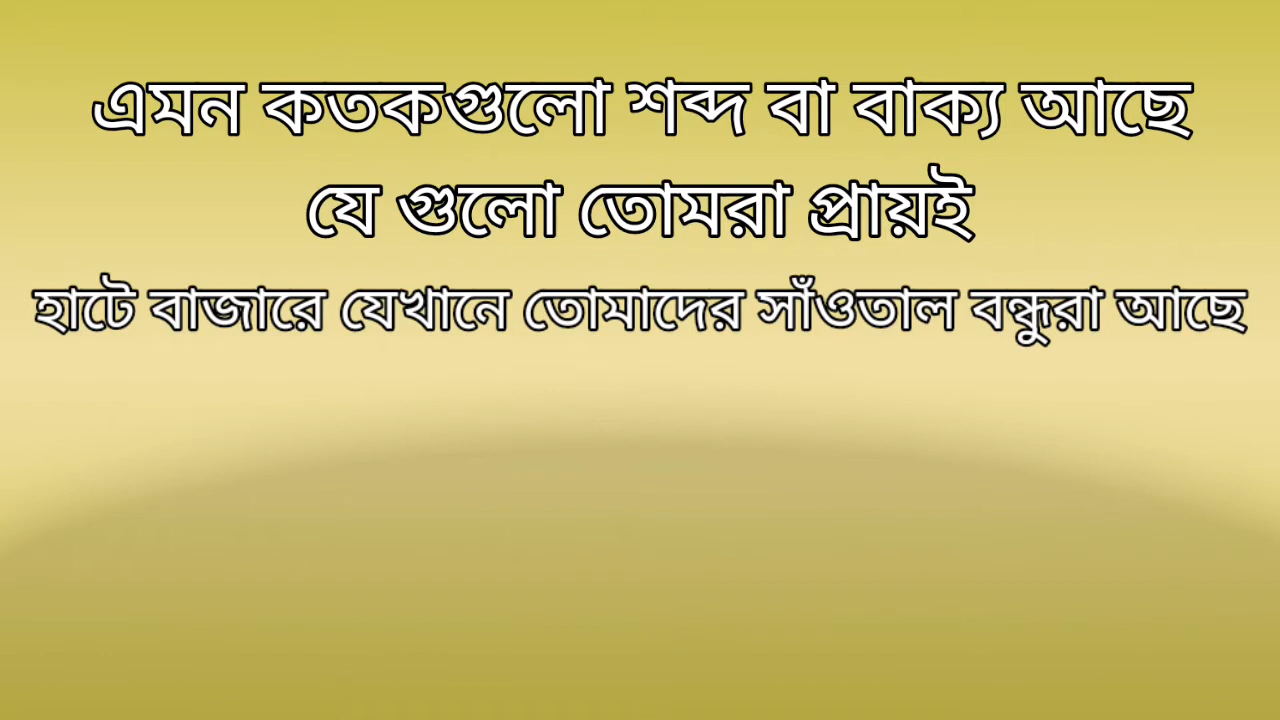 এমন কতকগুলো শব্দ বা বাক্য আছে
যে গুলো তোমরা প্রায়ই
হাটে বাজারে যেখানে তোমাদের সাঁওতাল বন্ধুরা আছে